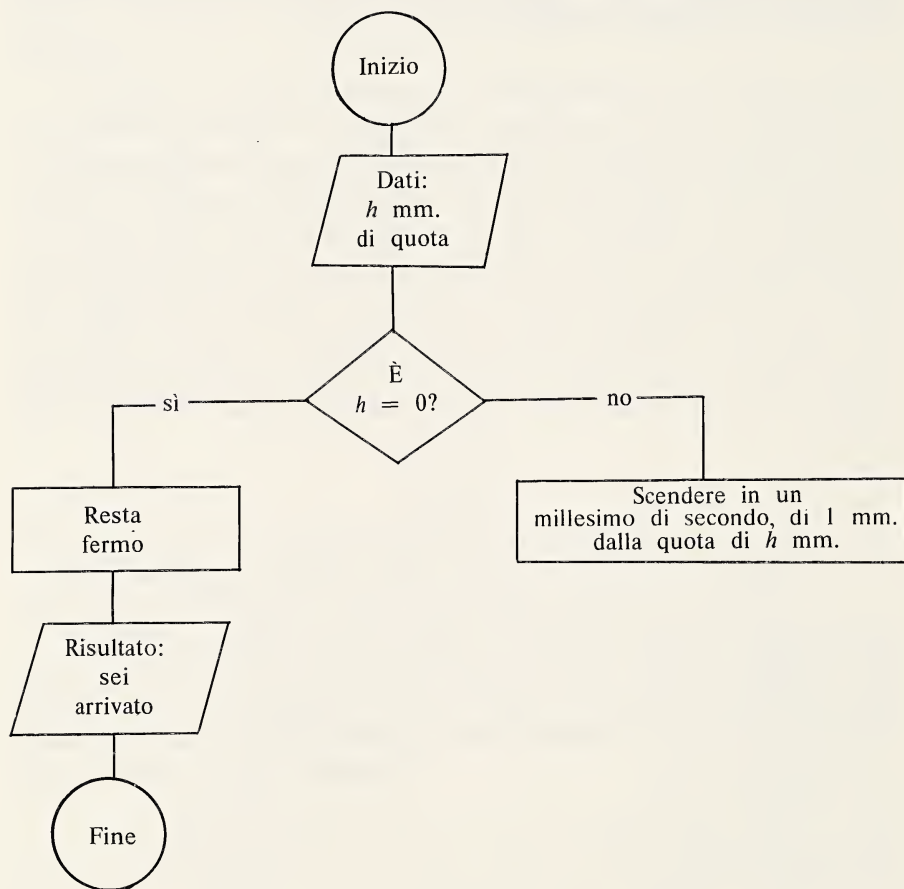 Inizio
Dati:
h mm.
di quota
È
h = 0?
sì
no
Resta
fermo
Scendere in un
millesimo di secondo, di 1 mm.
dalla quota di h mm.
Risultato:
sei
arrivato
Fine